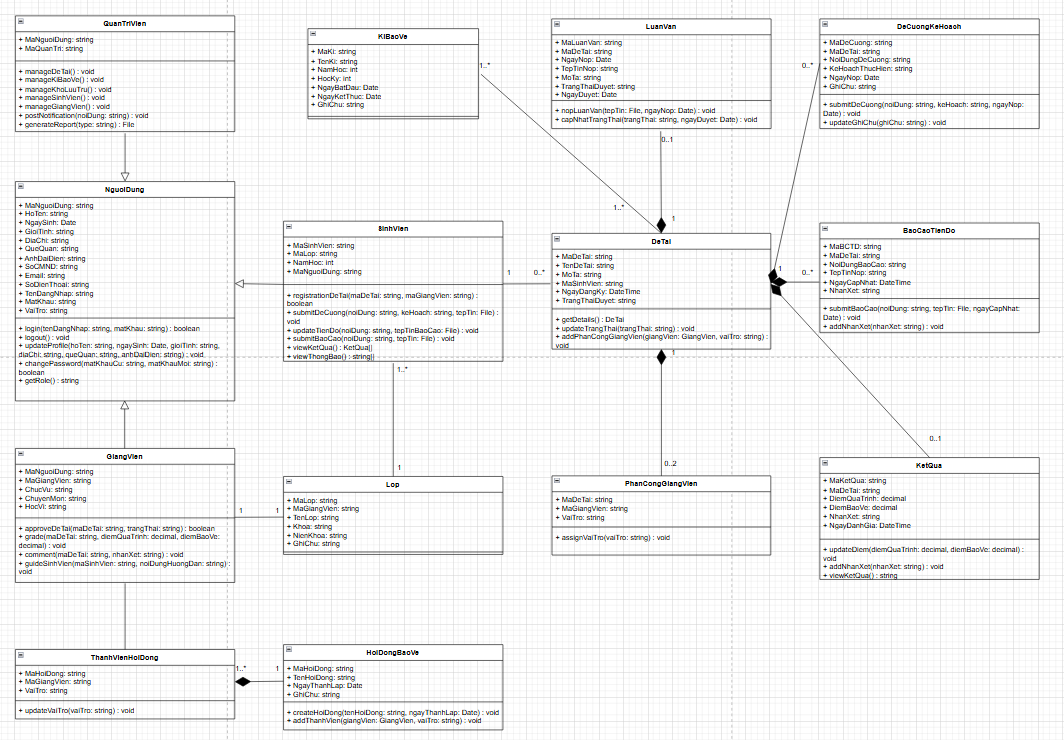 QuanTriVien
+ MaNguoiDung: string
+ MaQuanTri: string
+ manageDeTai() : void
+ manageKiBaoVe() : void
+ manageKhoLuuTru() : void
+ manageSinhVien() : void
+ manageGiangVien() : void
+ postNotification(noiDung: string) : void
+ generateReport(type: string) : File
KiBaoVe
+ MaKi: string
+ TenKi: string
+ NamHoc: int
+ HocKy: int
+ NgayBatDau: Date
+ NgayKetThuc: Date
+ GhiChu: string
1..*
1..*
LuanVan
+ MaLuanVan: string
+ MaDeTai: string
+ NgayNop: Date
+ TepTinNop: string
+ MoTa: string
+ TrangThaiDuyet: string
+ NgayDuyet: Date
+ nopLuanVan(tepTin: File, ngayNop: Date) : void
+ capNhatTrangThai(trangThai: string, ngayDuyet: Date) : void
0..1
1
DeCuongKeHoach
+ MaDeCuong: string
+ MaDeTai: string
+ NoiDungDeCuong: string
+ KeHoachThucHien: string
+ NgayNop: Date
+ GhiChu: string
+ submitDeCuong(noiDung: string, keHoach: string, ngayNop:
Date) : void
+ updateGhiChu(ghiChu: string) : void
0..*
NguoiDung
+ MaNguoiDung: string
+ HoTen: string
+ NgaySinh: Date
+ GioiTinh: string
+ DiaChi: string
+ QueQuan: string
+ AnhDaiDien: string
+ SoCMND: string
+ Email: string
+ SoDienThoai: string
+ TenDangNhap: string
+ MatKhau: string
+ VaiTro: string
+ login(tenDangNhap: string, matKhau: string) : boolean
+ logout() : void
+ updateProfile(hoTen: string, ngaySinh: Date, gioiTinh: string,
diaChi: string, queQuan: string, anhDaiDien: string) : void
+ changePassword(matKhauCu: string, matKhauMoi: string) :
boolean
+ getRole() : string
SinhVien
+ MaSinhVien: string
+ MaLop: string
+ NamHoc: int
+ MaNguoiDung: string
+ registrationDeTai(maDeTai: string, maGiangVien: string) :
boolean
+ submitDeCuong(noiDung: string, keHoach: string, tepTin: File) :
void
+ updateTienDo(noiDung: string, tepTinBaoCao: File) : void
+ submitBaoCao(noiDung: string, tepTin: File) : void
+ viewKetQua() : KetQua[]
+ viewThongBao() : string[]
1
0..*
1..*
1
DeTai
+ MaDeTai: string
+ TenDeTai: string
+ MoTa: string
+ MaSinhVien: string
+ NgayDangKy: DateTime
+ TrangThaiDuyet: string
+ getDetails() : DeTai
+ updateTrangThai(trangThai: string) : void
+ addPhanCongGiangVien(giangVien: GiangVien, vaiTro: string) :
void
1
0..*
1
0..2
0..1
BaoCaoTienDo
+ MaBCTD: string
+ MaDeTai: string
+ NoiDungBaoCao: string
+ TepTinNop: string
+ NgayCapNhat: DateTime
+ NhanXet: string
+ submitBaoCao(noiDung: string, tepTin: File, ngayCapNhat:
Date) : void
+ addNhanXet(nhanXet: string) : void
GiangVien
+ MaNguoiDung: string
+ MaGiangVien: string
+ ChucVu: string
+ ChuyenMon: string
+ HocVi: string
+ approveDeTai(maDeTai: string, trangThai: string) : boolean
+ grade(maDeTai: string, diemQuaTrinh: decimal, diemBaoVe:
decimal) : void
+ comment(maDeTai: string, nhanXet: string) : void
+ guideSinhVien(maSinhVien: string, noiDungHuongDan: string) :
void
1
1
Lop
+ MaLop: string
+ MaGiangVien: string
+ TenLop: string
+ Khoa: string
+ NienKhoa: string
+ GhiChu: string
PhanCongGiangVien
+ MaDeTai: string
+ MaGiangVien: string
+ VaiTro: string
+ assignVaiTro(vaiTro: string) : void
KetQua
+ MaKetQua: string
+ MaDeTai: string
+ DiemQuaTrinh: decimal
+ DiemBaoVe: decimal
+ NhanXet: string
+ NgayDanhGia: DateTime
+ updateDiem(diemQuaTrinh: decimal, diemBaoVe: decimal) :
void
+ addNhanXet(nhanXet: string) : void
+ viewKetQua() : string
ThanhVienHoiDong
+ MaHoiDong: string
+ MaGiangVien: string
+ VaiTro: string
+ updateVaiTro(vaiTro: string) : void
1..*
1
HoiDongBaoVe
+ MaHoiDong: string
+ TenHoiDong: string
+ NgayThanhLap: Date
+ GhiChu: string
+ createHoiDong(tenHoiDong: string, ngayThanhLap: Date) : void
+ addThanhVien(giangVien: GiangVien, vaiTro: string) : void